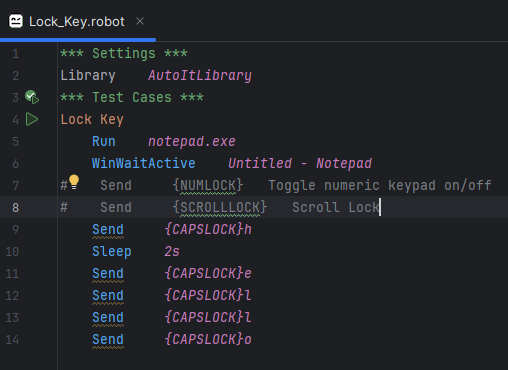 Lock_Key.robot
1 *** Settings ***
2 Library    AutoItLibrary
3 *** Test Cases ***
4 Lock Key
5     Run    notepad.exe
6     WinWaitActive    Untitled - Notepad
7 #    Send    {NUMLOCK}    Toggle numeric keypad on/off
8 #    Send    {SCROLLLOCK}    Scroll Lock
9     Send    {CAPSLOCK}h
10     Sleep    2s
11     Send    {CAPSLOCK}e
12     Send    {CAPSLOCK}l
13     Send    {CAPSLOCK}l
14     Send    {CAPSLOCK}o